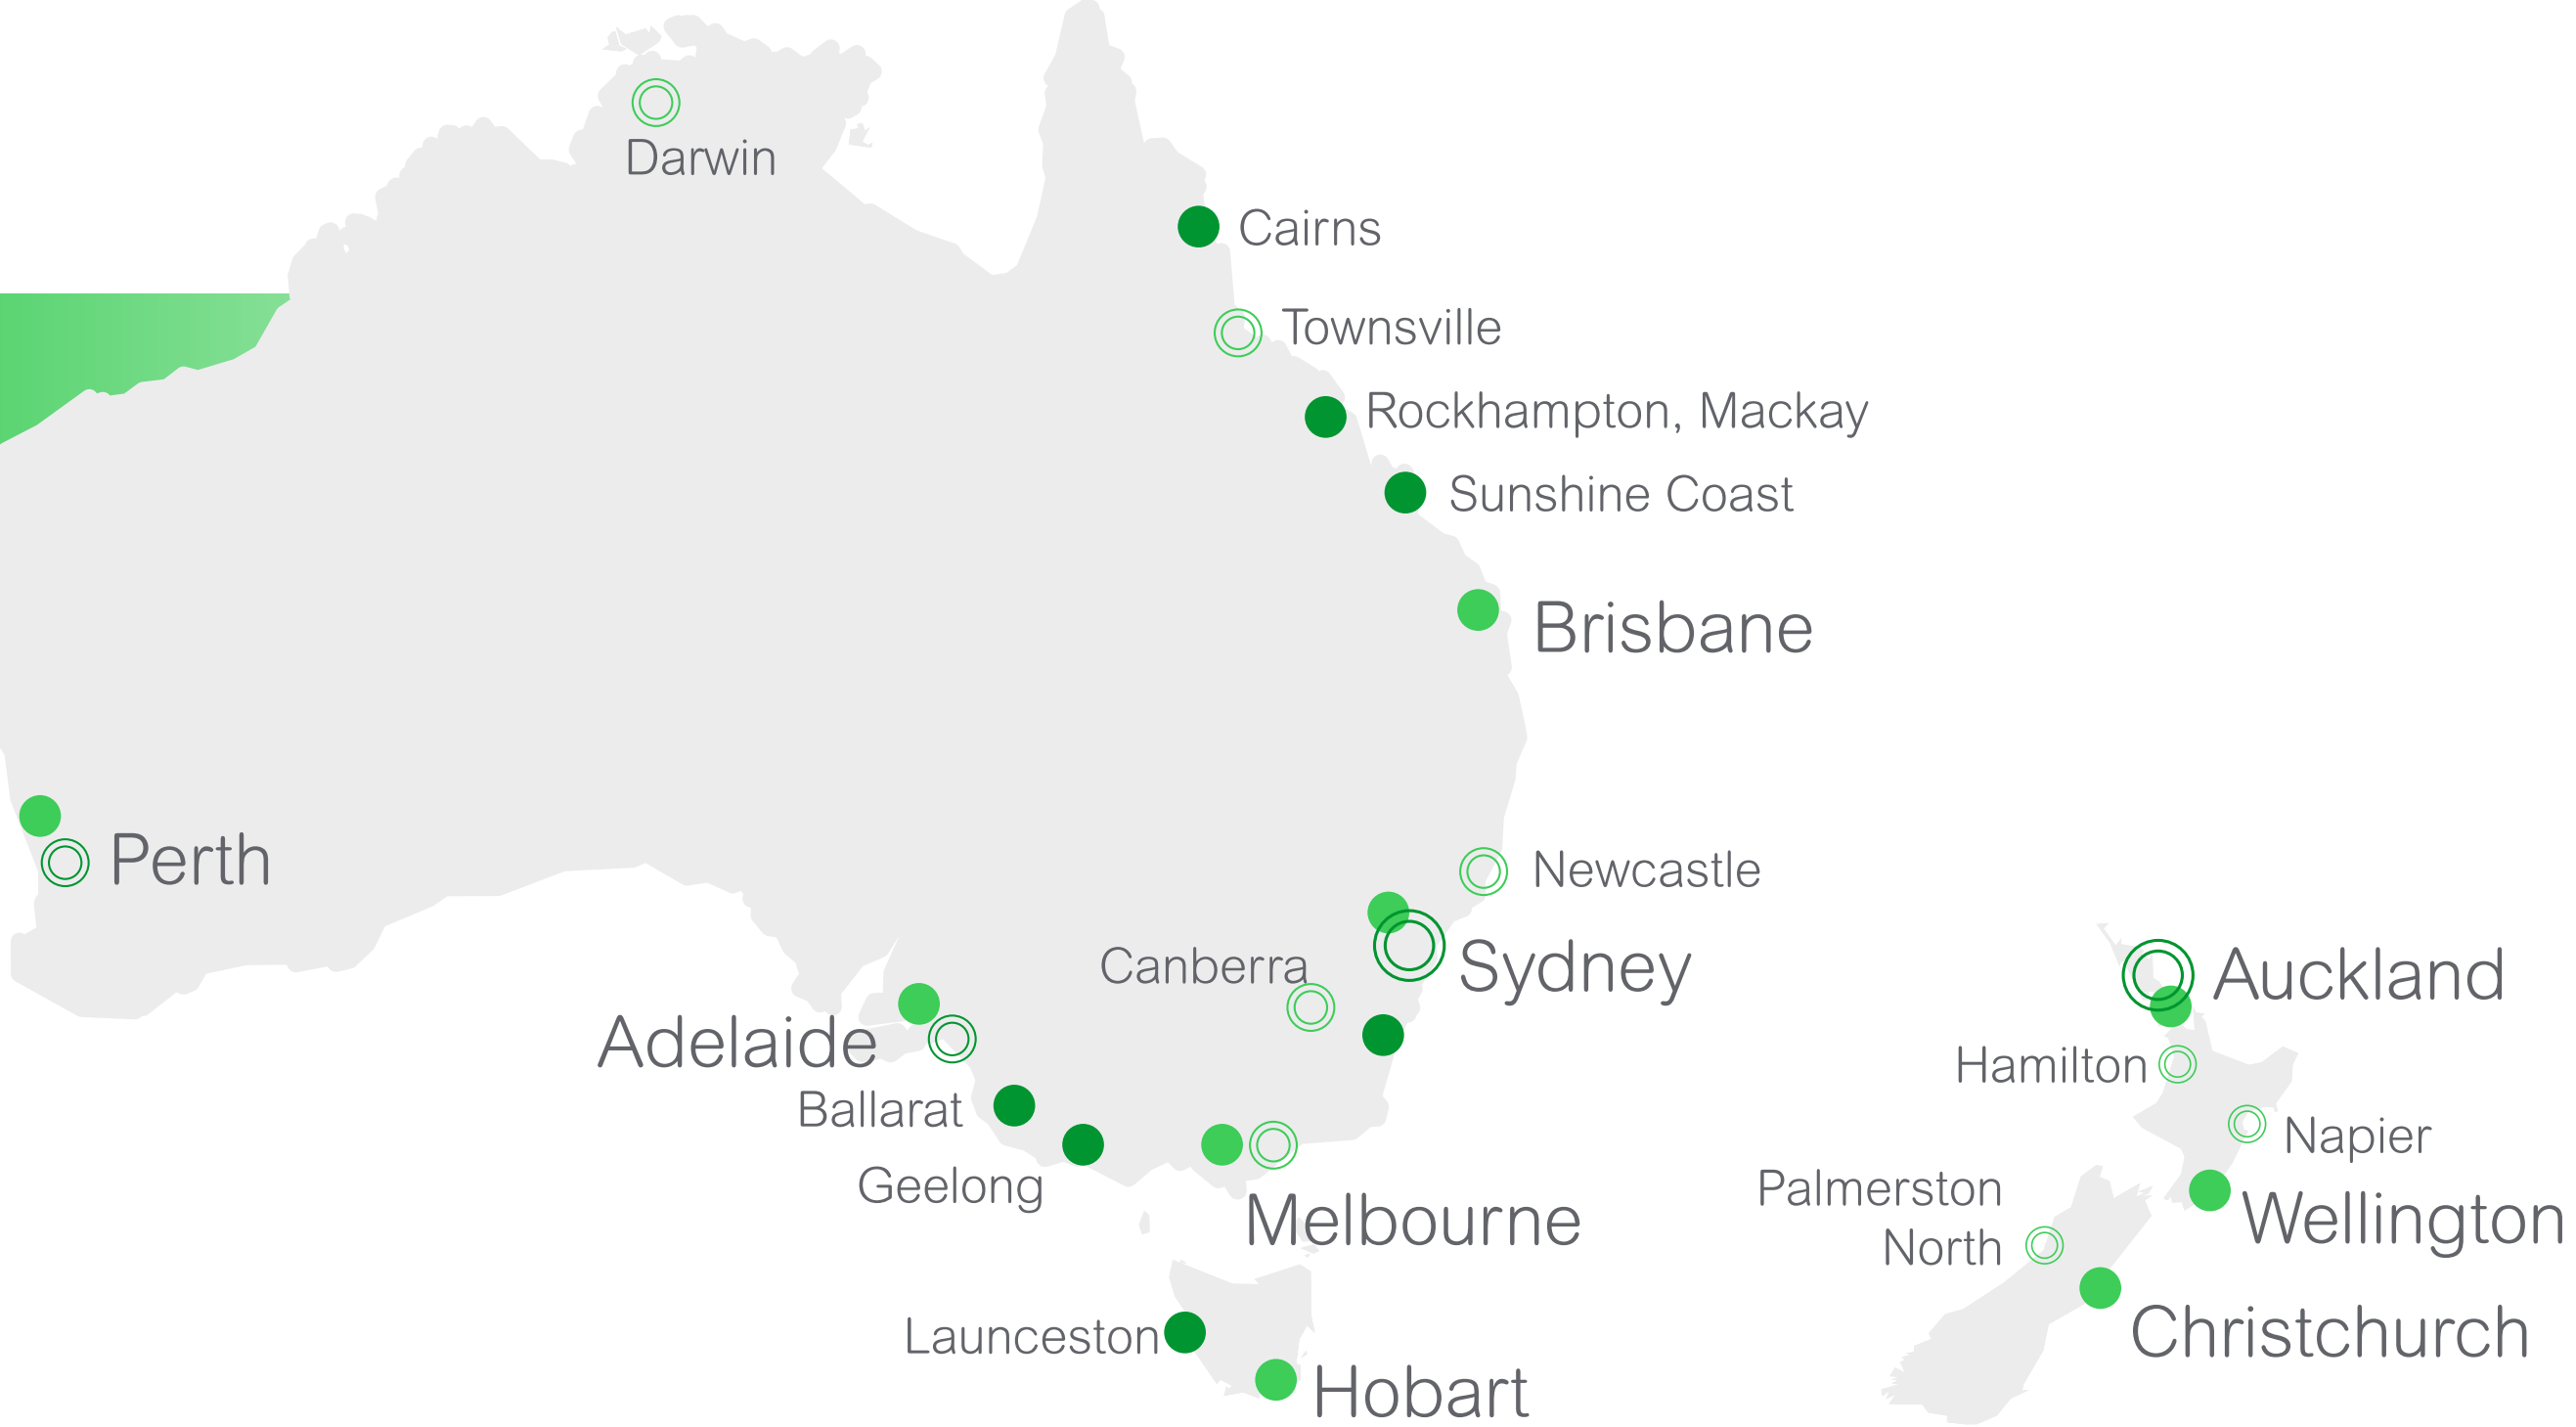 Darwin
Cairns
Townsville
Rockhampton, Mackay
Sunshine Coast
Brisbane
Perth
Newcastle
Canberra
Sydney
Auckland
Adelaide
Hamilton
Ballarat
Napier
Geelong
Palmerston
North
Melbourne
Wellington
Launceston
Christchurch
Hobart